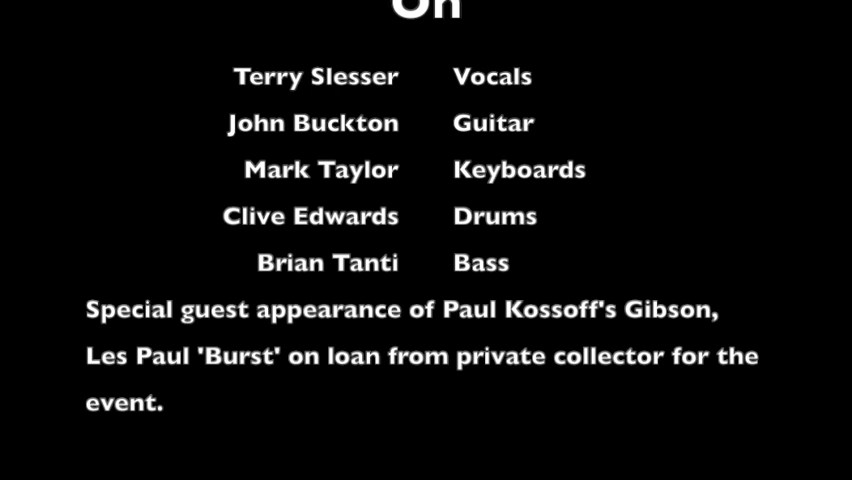 On
Terry Slesser Vocals
John Buckton Guitar
Mark Taylor Keyboards
Clive Edwards Drums
Brian Tanti Bass
Special guest appearance of Paul Kossoff's Gibson,
Les Paul 'Burst' on loan from private collector for the
event.